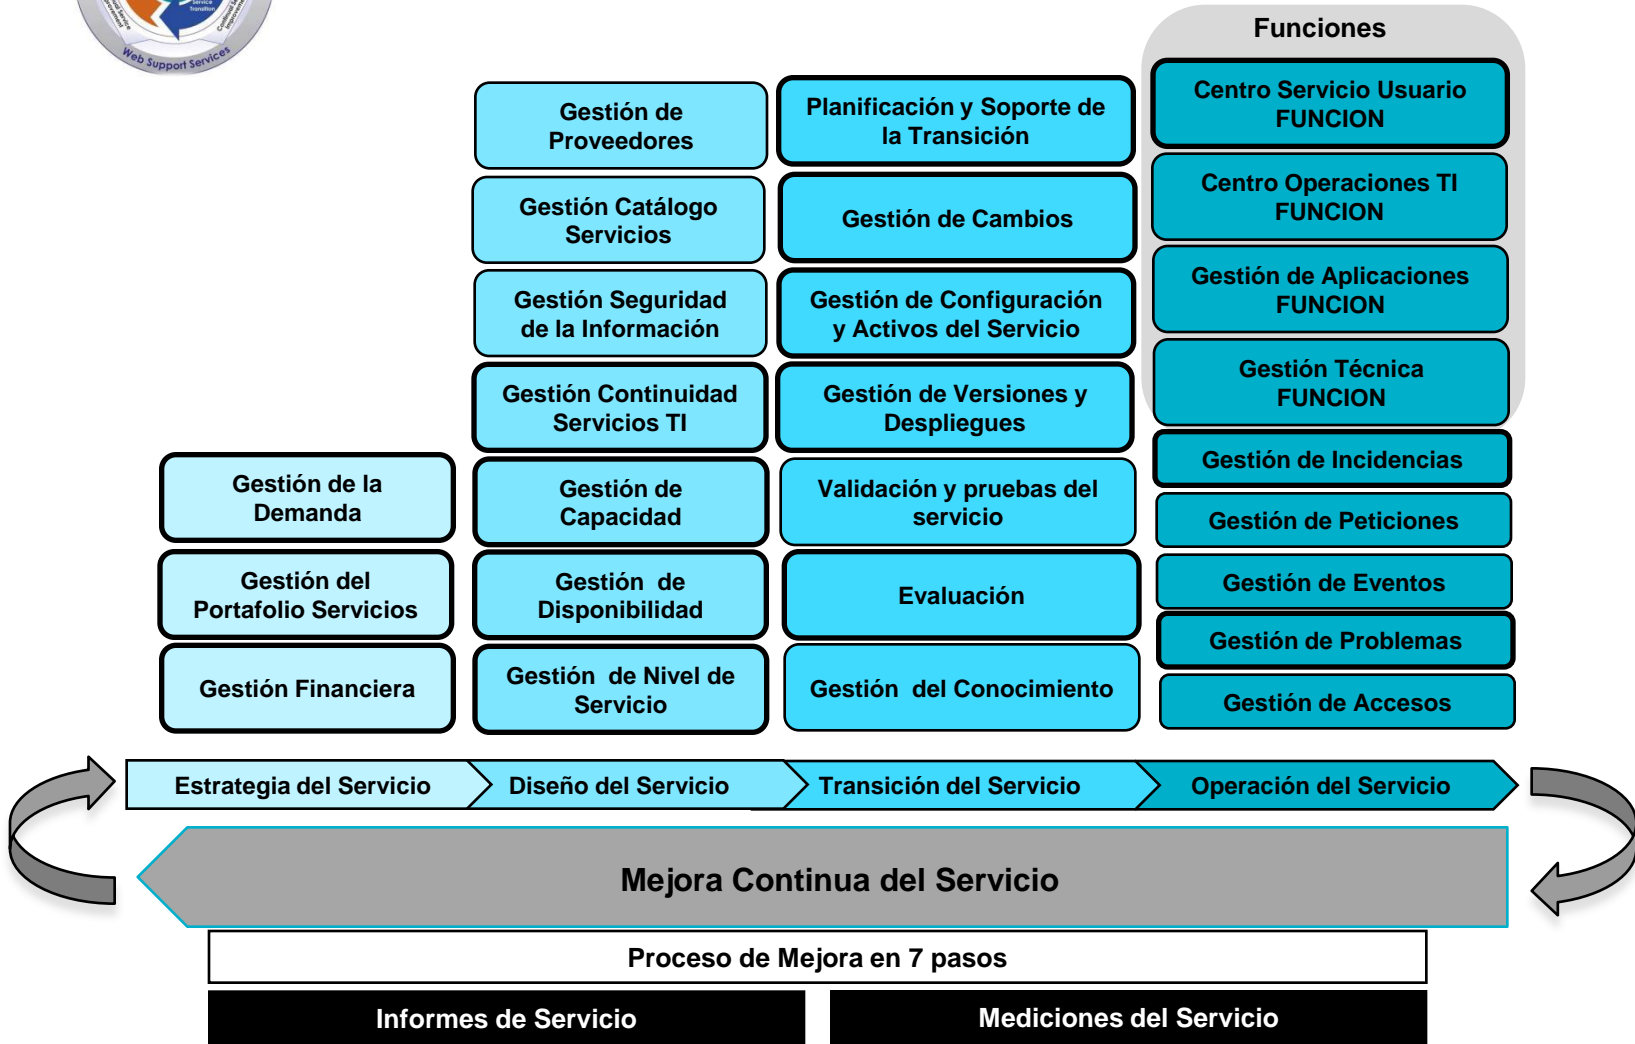 Service
Transition
Web Support Services
Funciones
Gestión de
Proveedores
Gestión Catálogo
Servicios
Gestión Seguridad
de la Información
Gestión Continuidad
Servicios TI
Gestión de
Capacidad
Gestión de
Disponibilidad
Gestión de Nivel de
Servicio
Planificación y Soporte de
la Transición
Gestión de Cambios
Gestión de Configuración
y Activos del Servicio
Gestión de Versiones y
Despliegues
Validación y pruebas del
servicio
Evaluación
Gestión del Conocimiento
Centro Servicio Usuario
FUNCION
Centro Operaciones TI
FUNCION
Gestión de Aplicaciones
FUNCION
Gestión Técnica
FUNCION
Gestión de Incidencias
Gestión de Peticiones
Gestión de Eventos
Gestión de Problemas
Gestión de Accesos
Gestión de la
Demanda
Gestión del
Portafolio Servicios
Gestión Financiera
Estrategia del Servicio
Diseño del Servicio
Transición del Servicio
Operación del Servicio
Mejora Continua del Servicio
Proceso de Mejora en 7 pasos
Informes de Servicio
Mediciones del Servicio